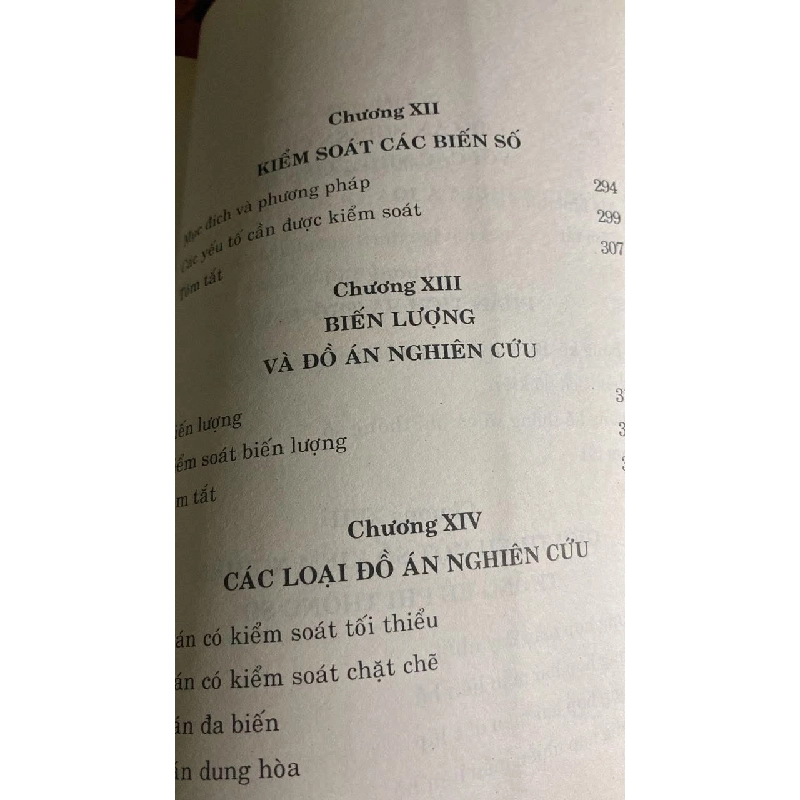 Chương XII
KIỂM SOÁT CÁC BIẾN SỐ
Mục đích và phương pháp 294
Các yếu tố cần được kiểm soát 299
Tóm tắt 307
Chương XIII
BIẾN LƯỢNG
VÀ ĐỒ ÁN NGHIÊN CỨU
iến lượng 3
ểm soát biến lượng 3
m tắt 3
Chương XIV
CÁC LOẠI ĐỒ ÁN NGHIÊN CỨU
án có kiểm soát tối thiểu
án có kiểm soát chặt chẽ
án đa biến
án dung hòa